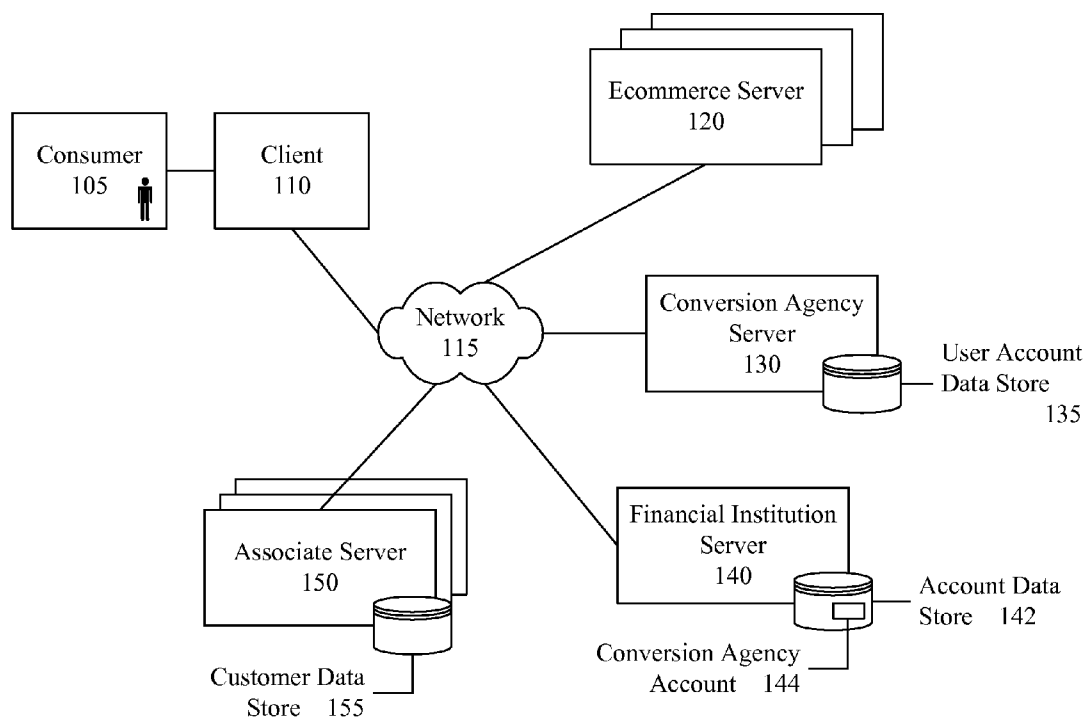 Ecommerce Server
120
Consumer
105
Client
110
Network
115
Conversion Agency
Server
130
User Account
Data Store
135
Associate Server
150
Financial Institution
Server
140
Account Data
Store 142
Customer Data
Store 155
Conversion Agency
Account 144